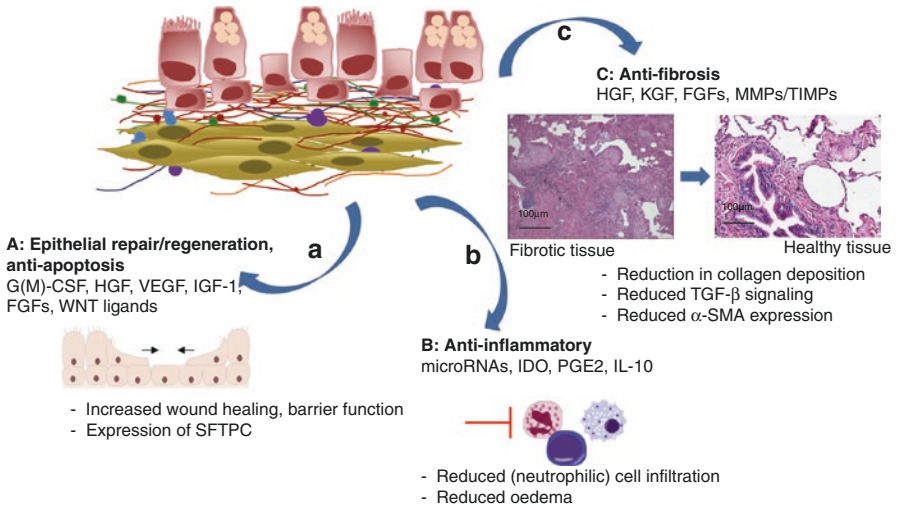 c
C: Anti-fibrosis
HGF, KGF, FGFs, MMPs/TIMPs
100μm
100μm
Fibrotic tissue
Healthy tissue
- Reduction in collagen deposition
- Reduced TGF-β signaling
- Reduced α-SMA expression
a
A: Epithelial repair/regeneration,
anti-apoptosis
G(M)-CSF, HGF, VEGF, IGF-1,
FGFs, WNT ligands
- Increased wound healing, barrier function
- Expression of SFTPC
b
B: Anti-inflammatory
microRNAs, IDO, PGE2, IL-10
- Reduced (neutrophilic) cell infiltration
- Reduced oedema